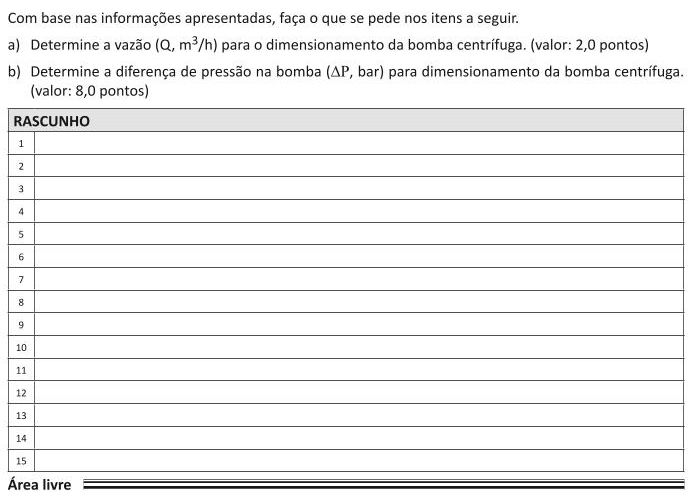 Com base nas informações apresentadas, faça o que se pede nos itens a seguir.
a) Determine a vazão (Q, m³/h) para o dimensionamento da bomba centrífuga. (valor: 2,0 pontos)
b) Determine a diferença de pressão na bomba (ΔP, bar) para dimensionamento da bomba centrífuga.
(valor: 8,0 pontos)
RASCUNHO
1
2
3
4
5
6
7
8
9
10
11
12
13
14
15
Área livre